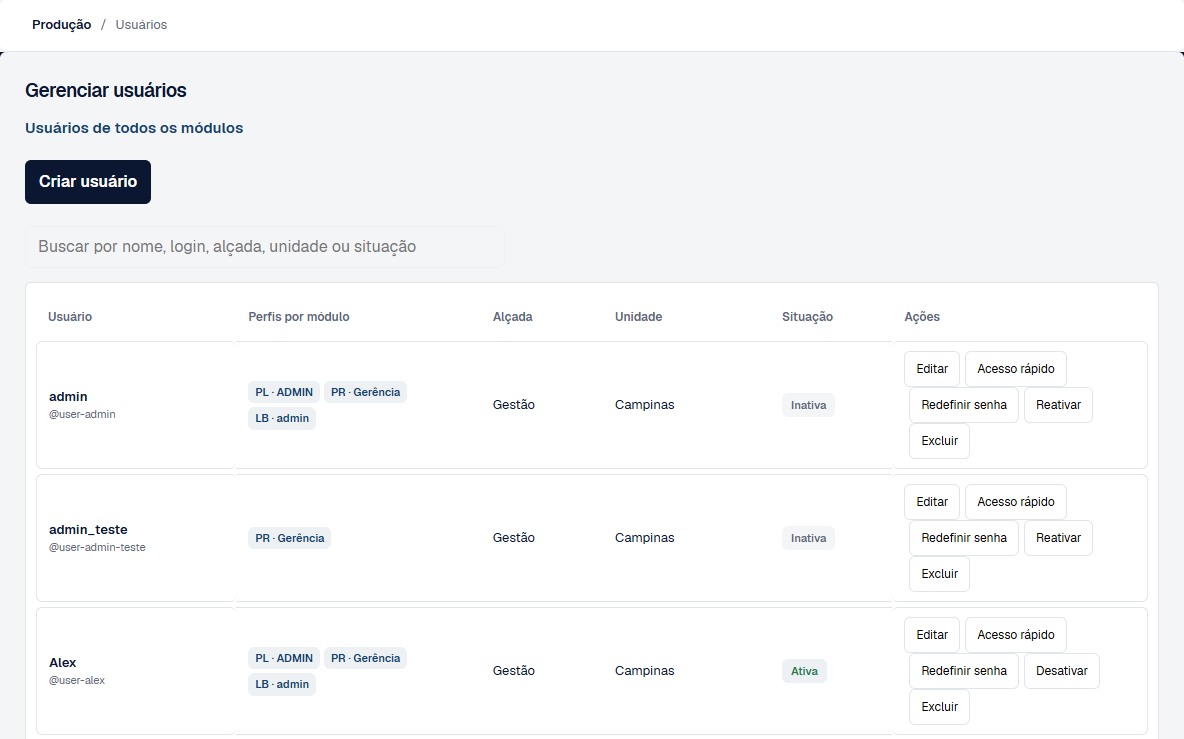 Produção / Usuários
Gerenciar usuários
Usuários de todos os módulos
Criar usuário
Buscar por nome, login, alçada, unidade ou situação
Usuário Perfis por módulo Alçada Unidade Situação Ações
admin
@user-admin
PL · ADMIN PR · Gerência
LB · admin
Gestão
Campinas
Inativa
Editar Acesso rápido
Redefinir senha Reativar
Excluir
admin_teste
@user-admin-teste
PR · Gerência
Gestão
Campinas
Inativa
Editar Acesso rápido
Redefinir senha Reativar
Excluir
Alex
@user-alex
PL · ADMIN PR · Gerência
LB · admin
Gestão
Campinas
Ativa
Editar Acesso rápido
Redefinir senha Desativar
Excluir